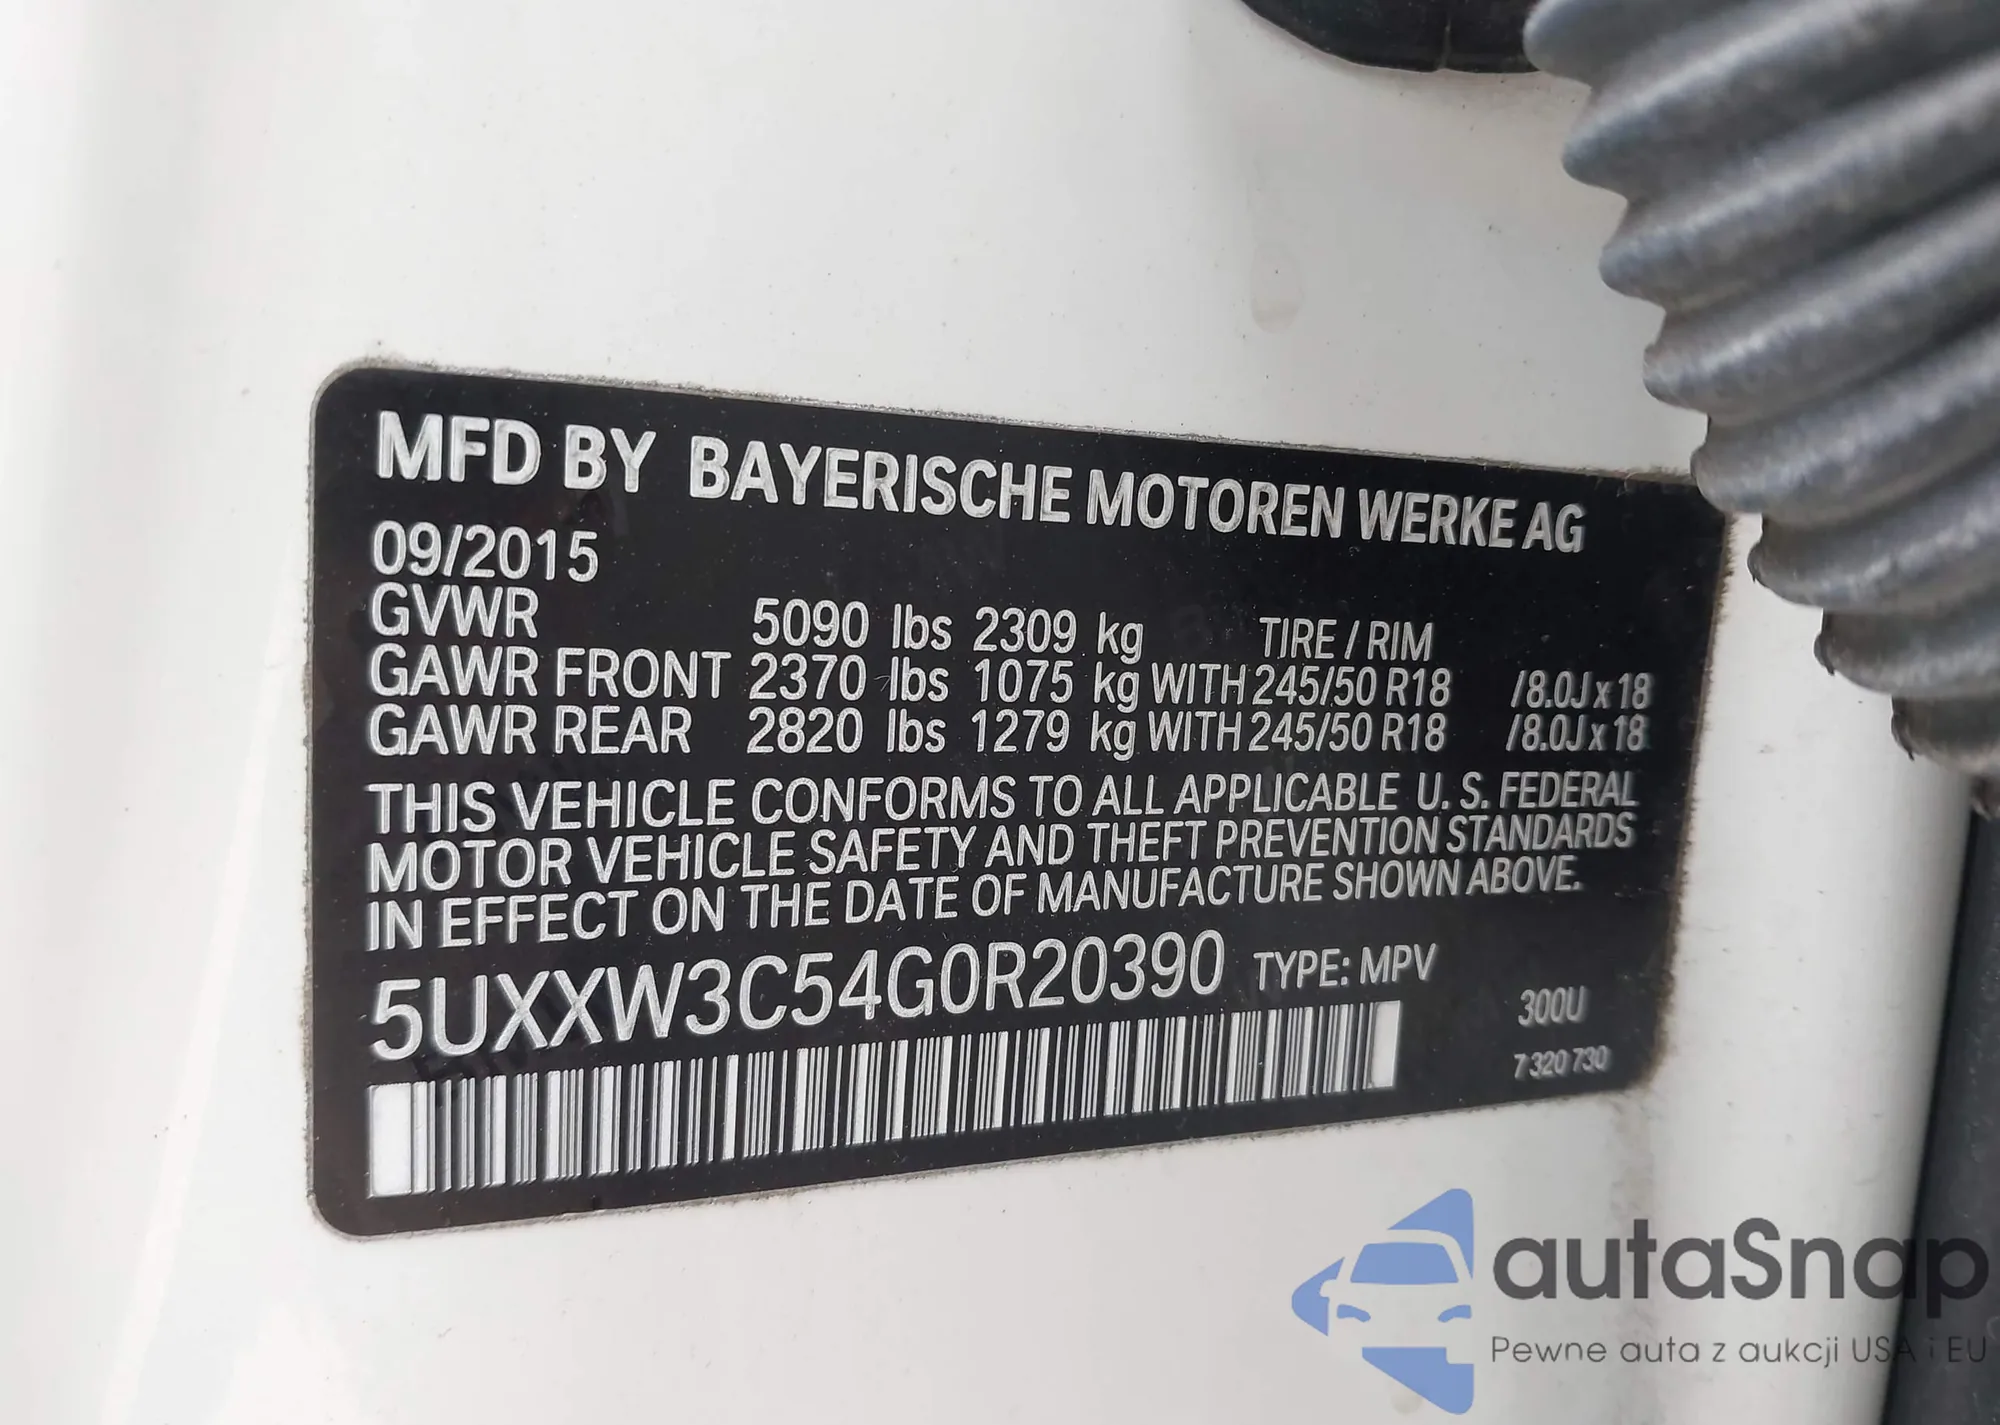 MFD BY BAYERISCHE MOTOREN WERKE AG
09/2015
GVWR 5090 lbs 2309 kg TIRE / RIM
GAWR FRONT 2370 lbs 1075 kg WITH 245/50 R18 /8.0J x 18
GAWR REAR 2820 lbs 1279 kg WITH 245/50 R18 /8.0J x 18
THIS VEHICLE CONFORMS TO ALL APPLICABLE U. S. FEDERAL
MOTOR VEHICLE SAFETY AND THEFT PREVENTION STANDARDS
IN EFFECT ON THE DATE OF MANUFACTURE SHOWN ABOVE.
5UXXW3C54G0R20390 TYPE: MPV
300U
7 320 730
autaSnap
Pewne auta z aukcji USA i EU